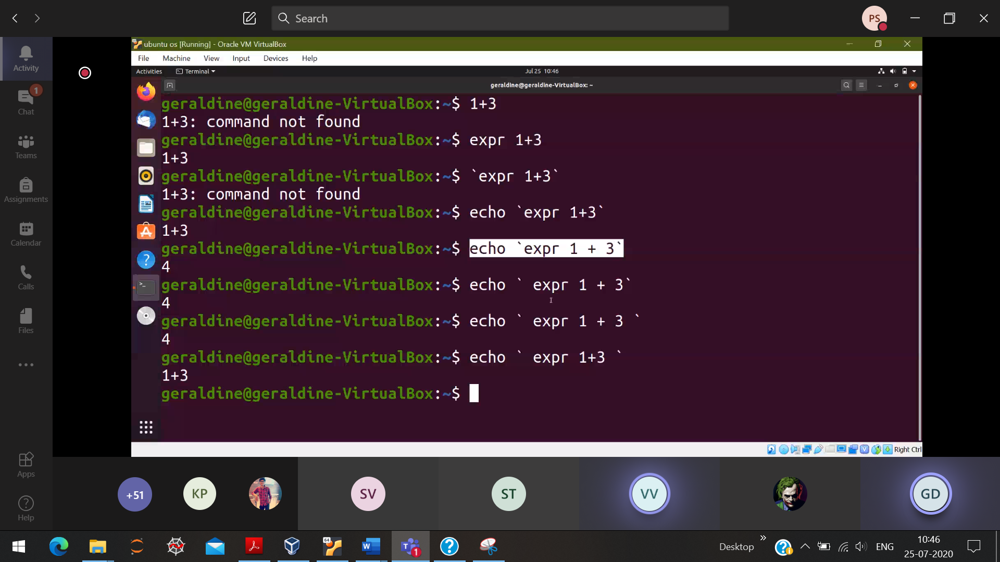 Search
PS
ubuntu os [Running] - Oracle VM VirtualBox
File Machine View Input Devices Help
Activities Terminal Jul 25 10:46
geraldine@geraldine-VirtualBox: ~
Activity
1
Chat
Teams
Assignments
Calendar
Calls
Files
Apps
Help
geraldine@geraldine-VirtualBox:~$ 1+3
1+3: command not found
geraldine@geraldine-VirtualBox:~$ expr 1+3
1+3
geraldine@geraldine-VirtualBox:~$ `expr 1+3`
1+3: command not found
geraldine@geraldine-VirtualBox:~$ echo `expr 1+3`
1+3
geraldine@geraldine-VirtualBox:~$ echo `expr 1 + 3`
4
geraldine@geraldine-VirtualBox:~$ echo ` expr 1 + 3`
4
geraldine@geraldine-VirtualBox:~$ echo ` expr 1 + 3 `
4
geraldine@geraldine-VirtualBox:~$ echo ` expr 1+3 `
1+3
geraldine@geraldine-VirtualBox:~$
Right Ctrl
+51 KP SV ST VV GD
64
W
T 1
Desktop ENG 10:46
25-07-2020